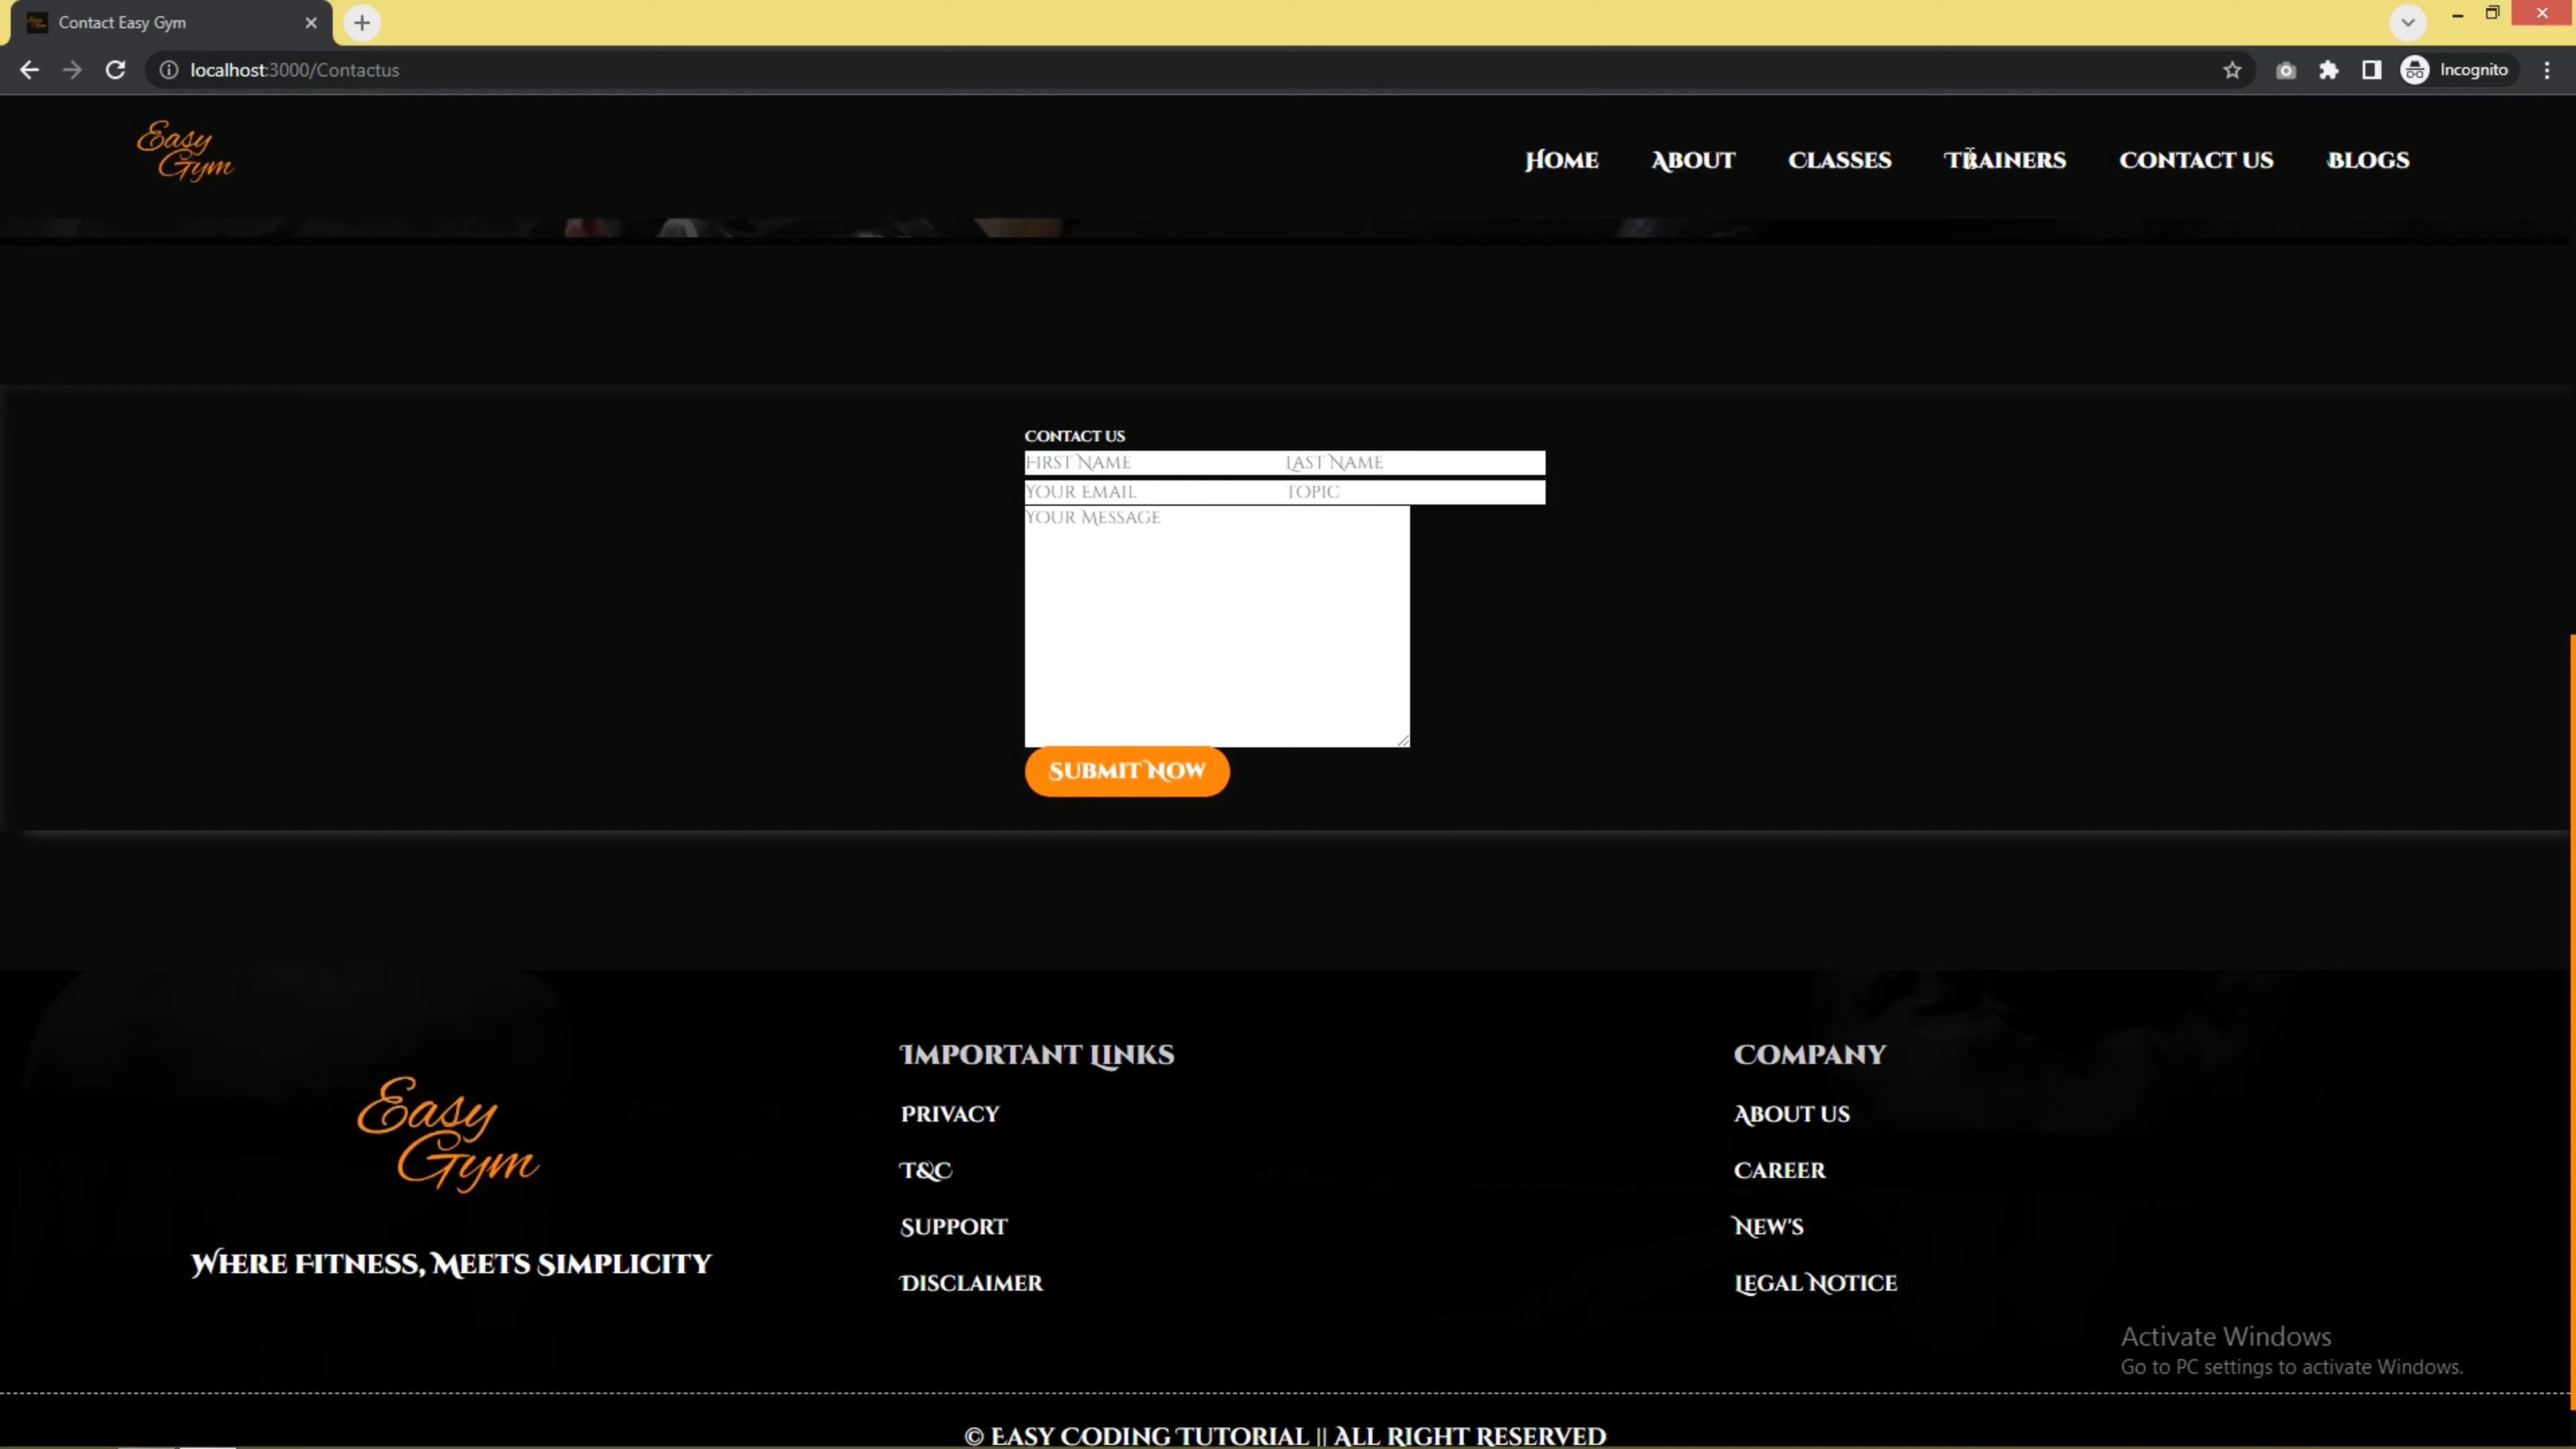 Contact Easy Gym
localhost:3000/Contactus
Incognito
Easy
Gym
Home About Classes Trainers Contact us Blogs
Contact us
First Name Last Name
Your Email Topic
Your Message
Submit Now
Easy
Gym
Where Fitness, Meets Simplicity
Important Links
Privacy
T&C
Support
Disclaimer
Company
About us
Career
New's
Legal Notice
Activate Windows
Go to PC settings to activate Windows.
© Easy Coding Tutorial || All Right Reserved